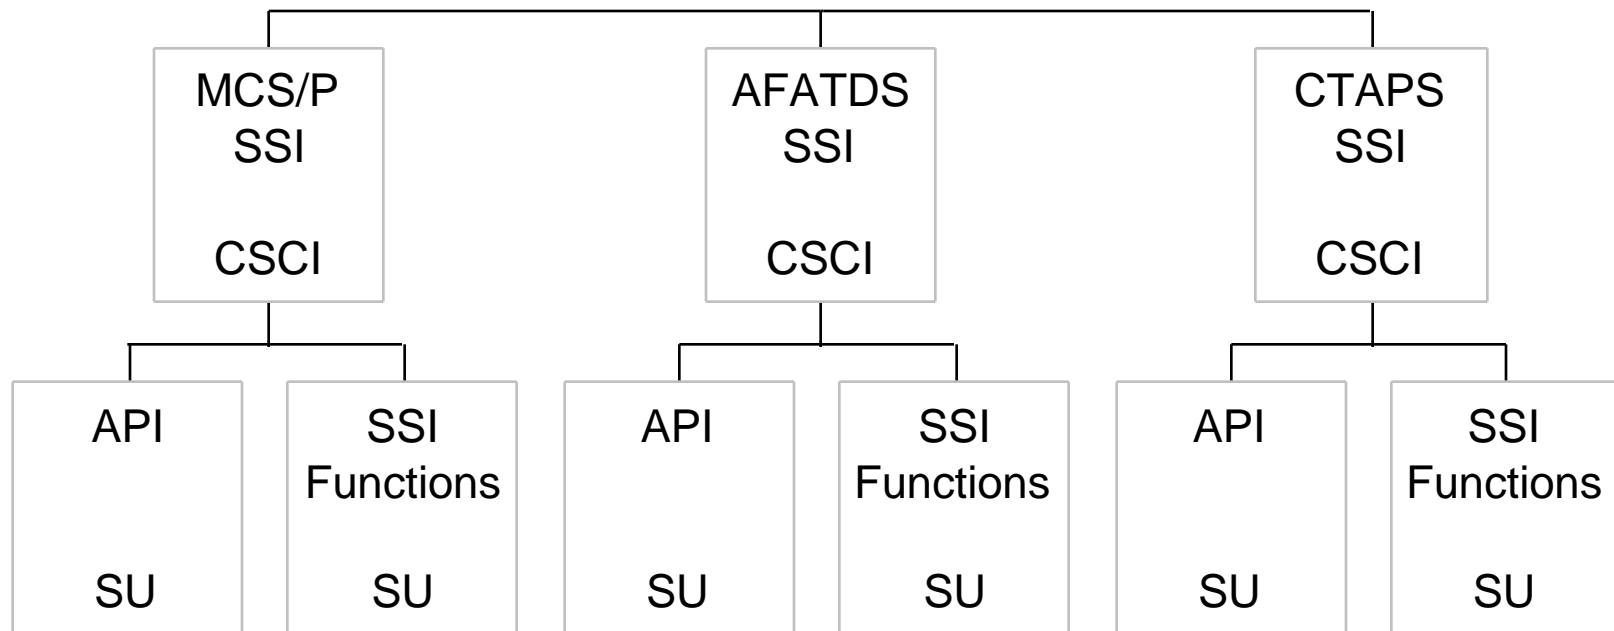 MCS/P
SSI
CSCI
AFATDS
SSI
CSCI
CTAPS
SSI
CSCI
API
SU
SSI
Functions
SU
API
SU
SSI
Functions
SU
API
SU
SSI
Functions
SU